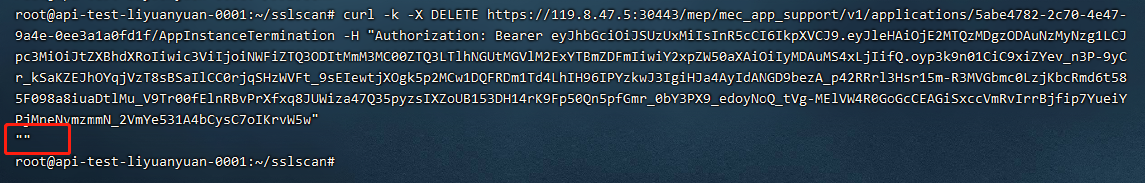 root@api-test-liyuanyuan-0001:~/sslscan# curl -k -X DELETE https://119.8.47.5:30443/mep/mec_app_support/v1/applications/5abe4782-2c70-4e47-
9a4e-0ee3a1a0fd1f/AppInstanceTermination -H "Authorization: Bearer eyJhbGciOiJSUzUxMiIsInR5cCI6IkpXVCJ9.eyJleHAiOjE2MTQzMDgzODAuNzMyNzg1LCJ
pc3MiOiJtZXBhdXRoIiwic3ViIjoiNWFiZTQ3ODItMmM3MC00ZTQ3LTlhNGUtMGVlM2ExYTBmZDFmIiwiY2xpZW50aXAiOiIyMDAuMS4xLjIifQ.oyp3k9n01CiC9xiZYev_n3P-9yC
r_kSaKZEJhOYqjVzT8sBSaIlCC0rjqSHzWVFt_9sEIewtjXOgk5p2MCw1DQFRDm1Td4LhIH96IPYzkwJ3IgiHJa4AyIdANGD9bezA_p42RRrl3Hsr15m-R3MVGbmc0LzjKbcRmd6t58
5F098a8iuaDtlMu_V9Tr00fElnRBvPrXfxq8JUWiza47Q35pyzsIXZoUB153DH14rK9Fp50Qn5pfGmr_0bY3PX9_edoyNoQ_tVg-MElVW4R0GoGcCEAGiSxccVmRvIrrBjfip7YueiY
PjMneNvmzmmN_2VmYe531A4bCysC7oIKrvW5w"
""
root@api-test-liyuanyuan-0001:~/sslscan#